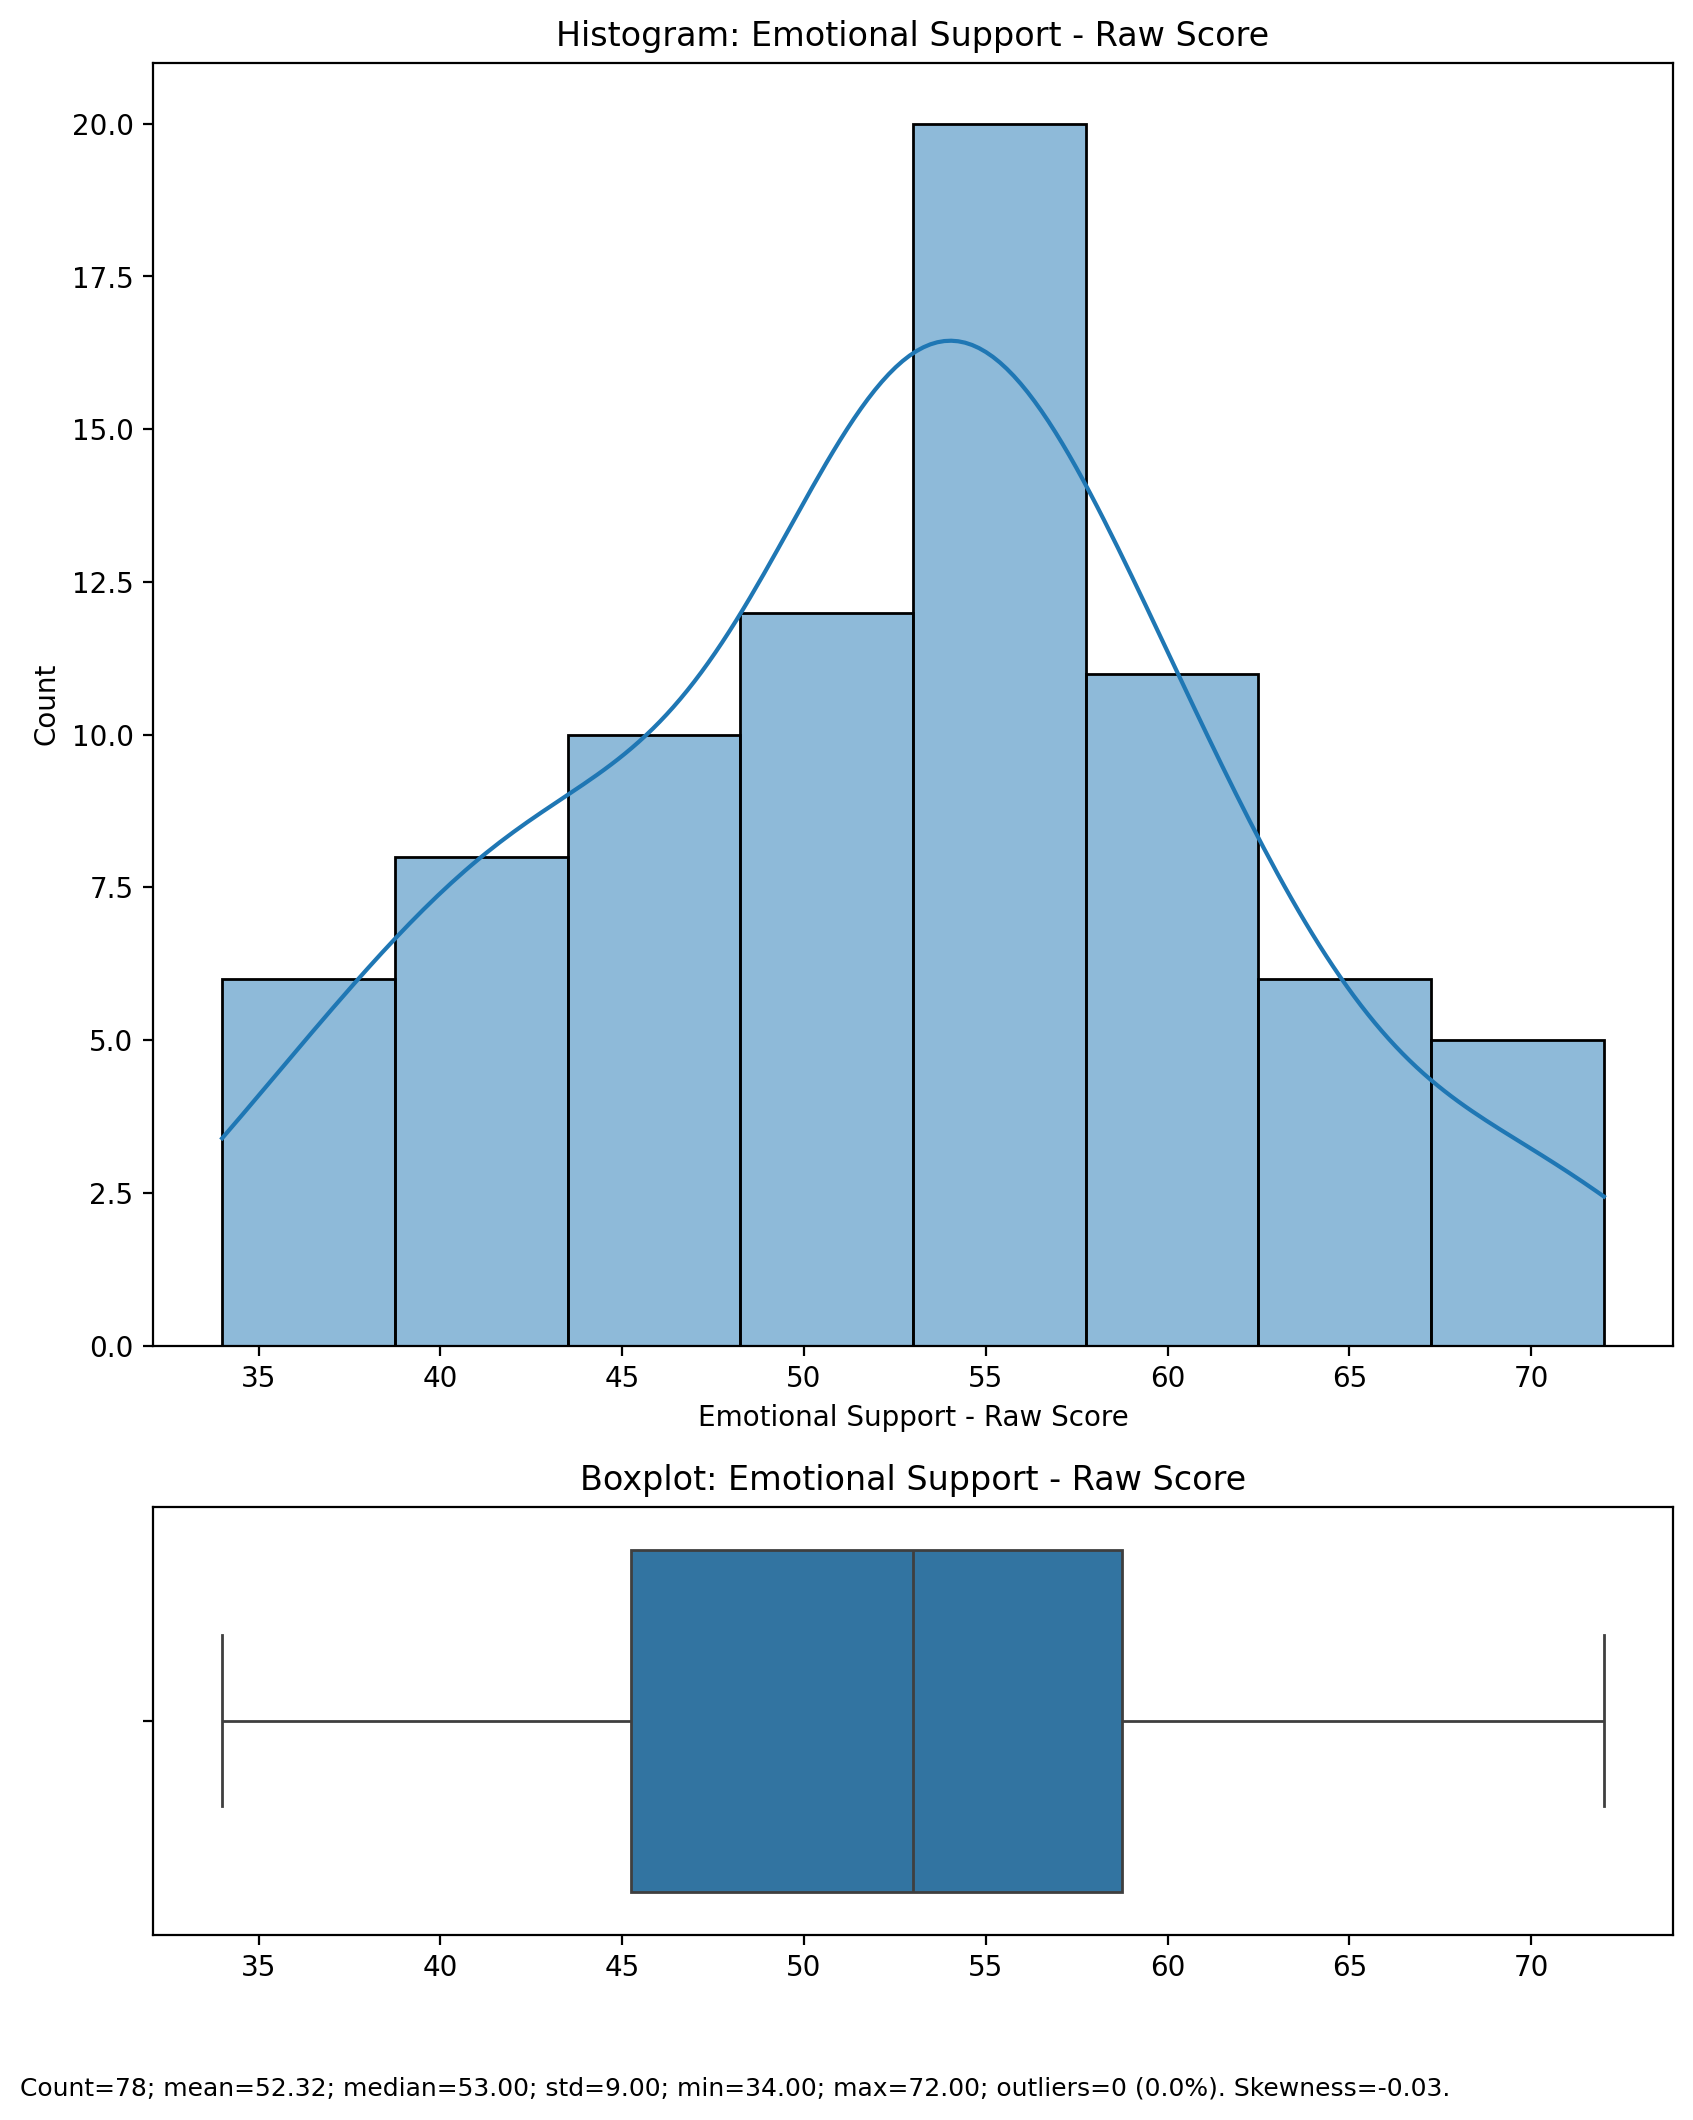 Histogram: Emotional Support - Raw Score
20.0
17.5
15.0
12.5
10.0
7.5
5.0
2.5
0.0
Count
35 40 45 50 55 60 65 70
Emotional Support - Raw Score
Boxplot: Emotional Support - Raw Score
35 40 45 50 55 60 65 70
Count=78; mean=52.32; median=53.00; std=9.00; min=34.00; max=72.00; outliers=0 (0.0%). Skewness=-0.03.